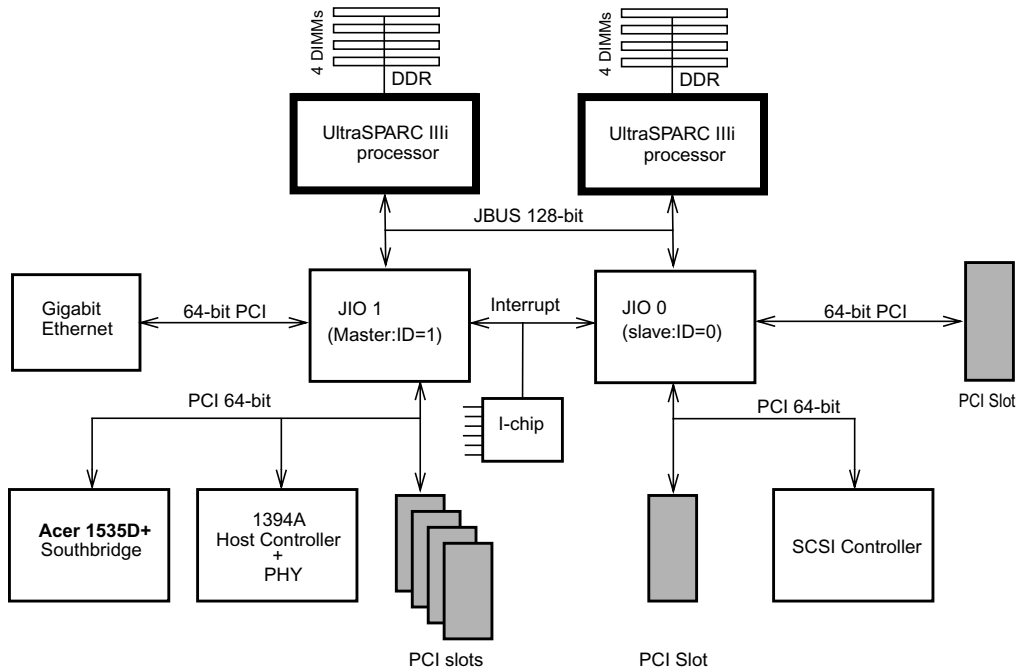 4 DIMMs
4 DIMMs
DDR
DDR
UltraSPARC IIIi
processor
UltraSPARC IIIi
processor
JBUS 128-bit
Gigabit
Ethernet
64-bit PCI
JIO 1
(Master:ID=1)
Interrupt
JIO 0
(slave:ID=0)
64-bit PCI
PCI Slot
PCI 64-bit
I-chip
PCI 64-bit
Acer 1535D+
Southbridge
1394A
Host Controller
+
PHY
SCSI Controller
PCI slots
PCI Slot